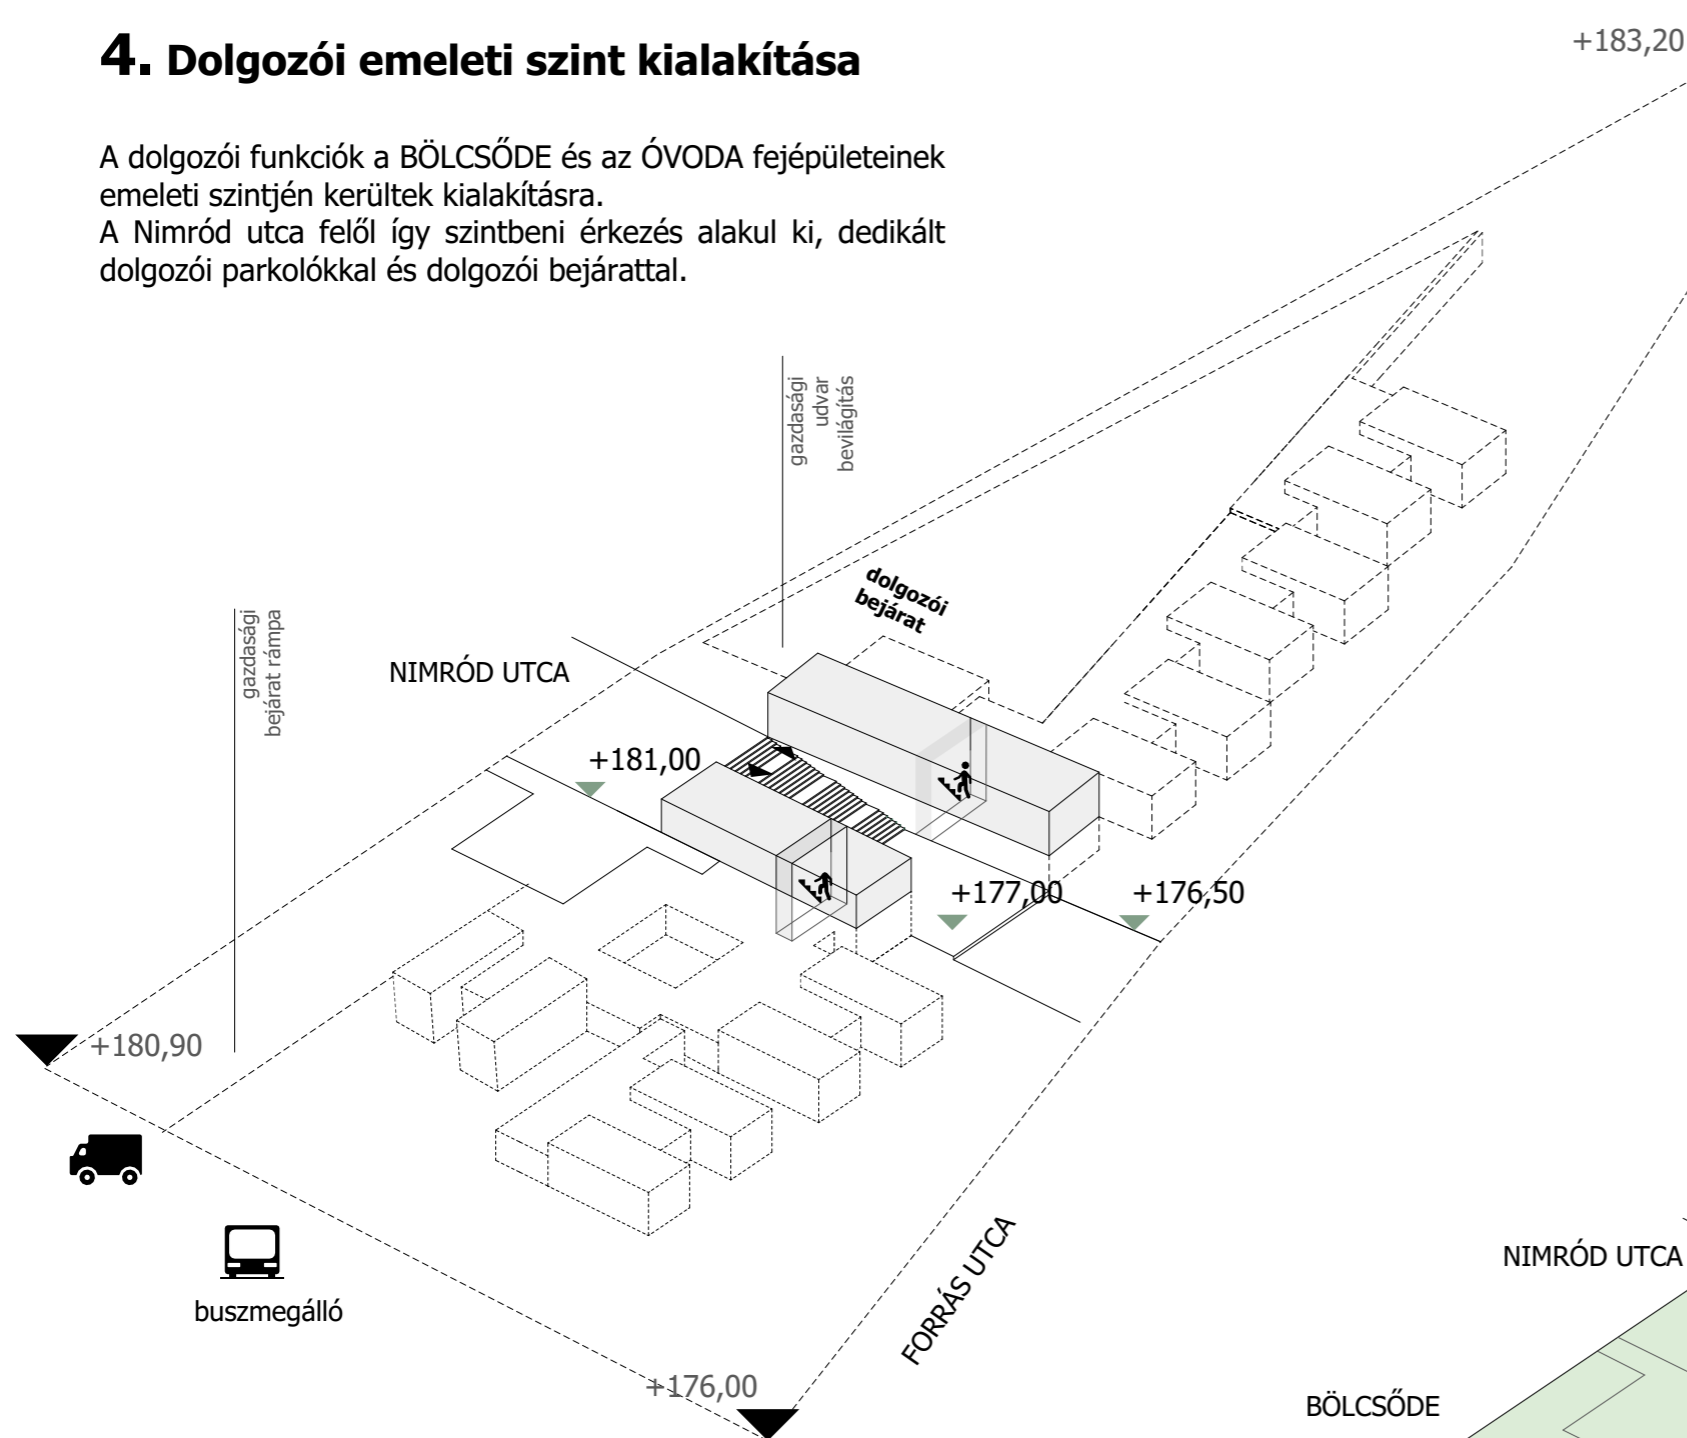 4. Dolgozói emeleti szint kialakítása
+183,20
A dolgozói funkciók a BÖLCSŐDE és az ÓVODA fejépületeinek
emeleti szintjén kerültek kialakításra.
A Nimród utca felől így szintbeni érkezés alakul ki, dedikált
dolgozói parkolókkal és dolgozói bejárattal.
gazdasági
udvar
bevilágítás
dolgozói
bejárat
gazdasági
bejárat rámpa
NIMRÓD UTCA
+181,00
+177,00
+176,50
+180,90
buszmegálló
FORRÁS UTCA
+176,00
NIMRÓD UTCA
BÖLCSŐDE